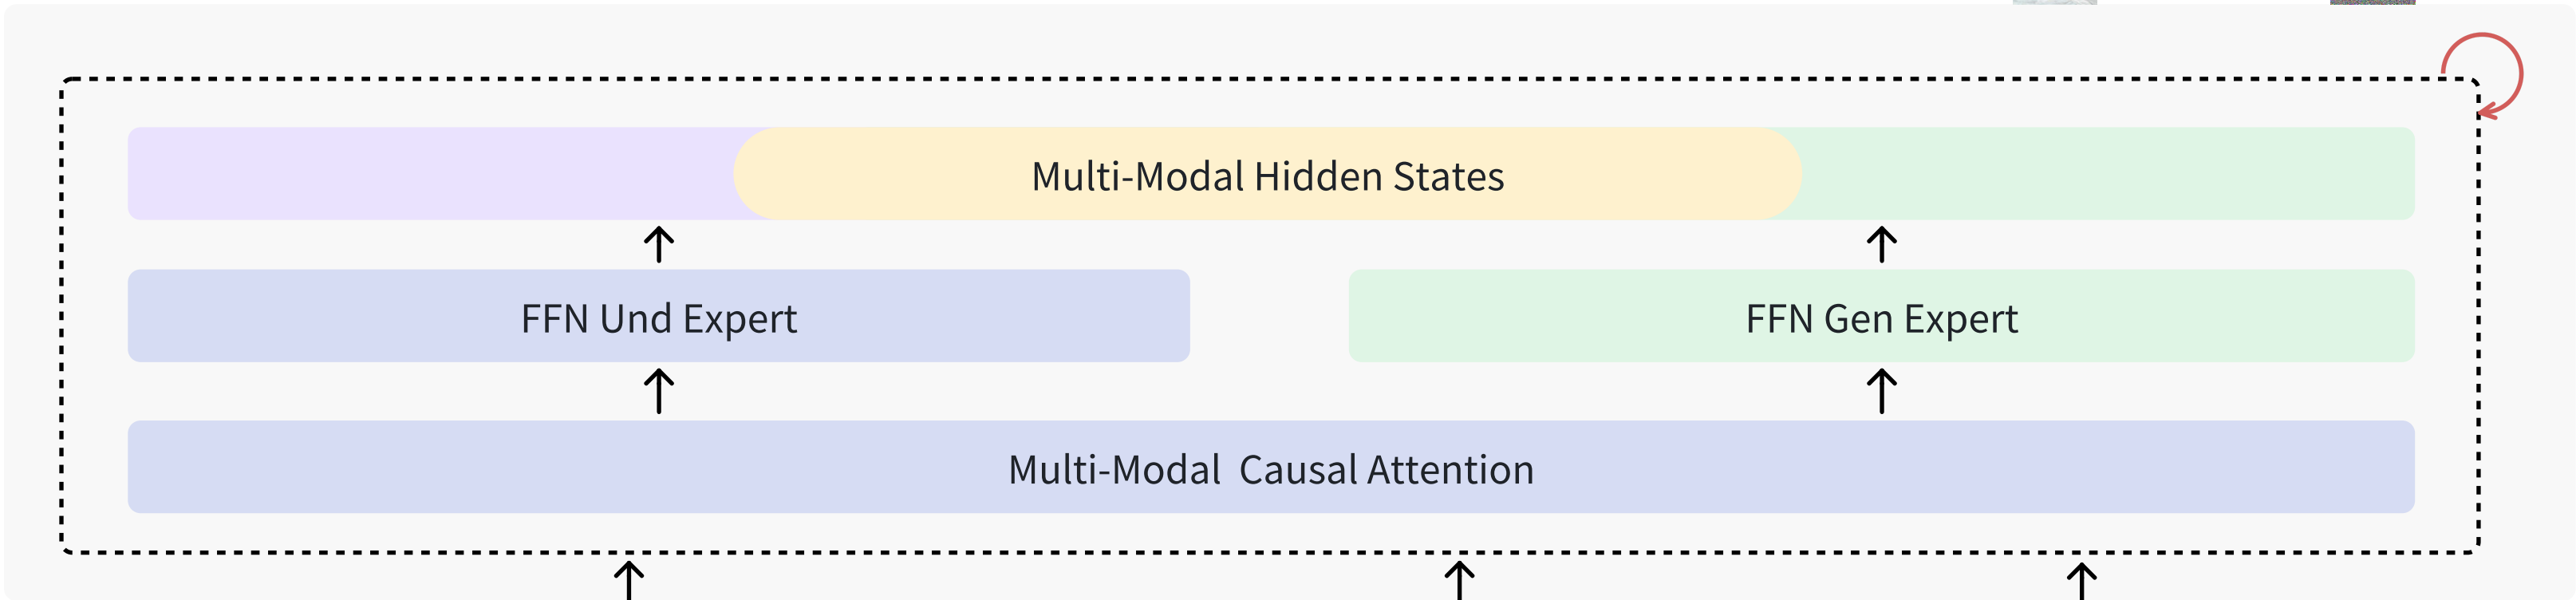 Multi-Modal Hidden States
FFN Und Expert
FFN Gen Expert
Multi-Modal  Causal Attention